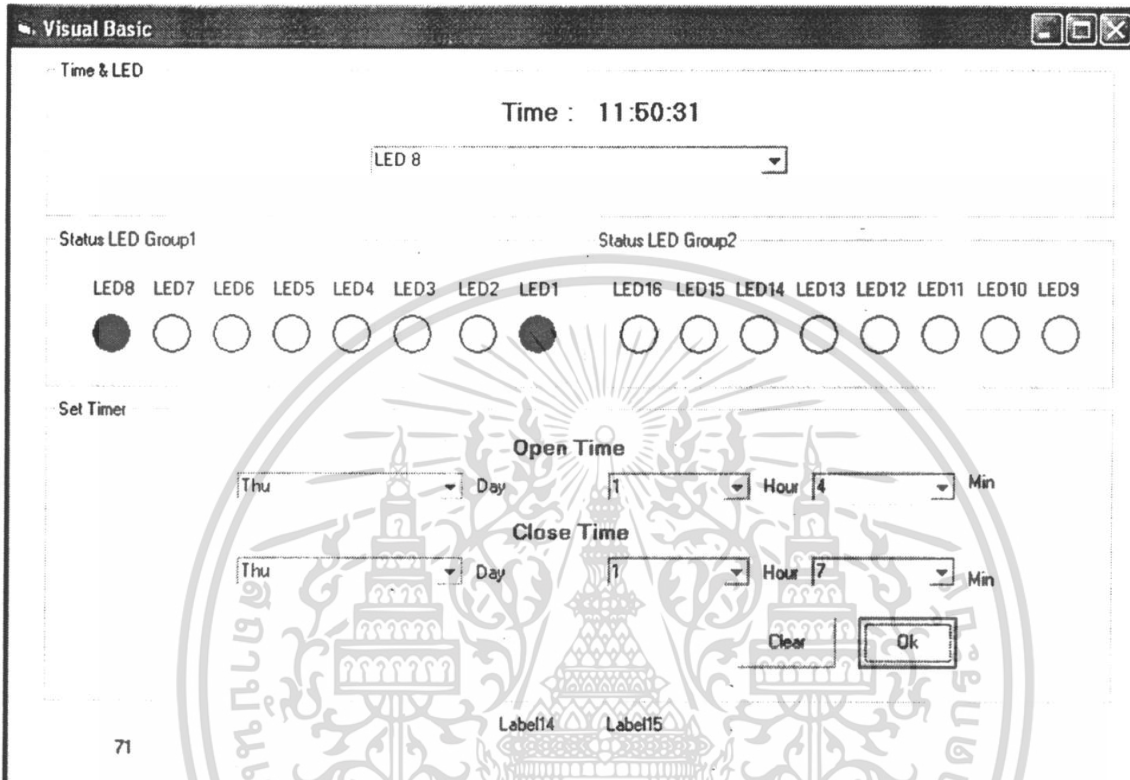 Visual Basic
Time & LED
Time : 11:50:31
LED 8
Status LED Group1
Status LED Group2
LED8 LED7 LED6 LED5 LED4 LED3 LED2 LED1
LED16 LED15 LED14 LED13 LED12 LED11 LED10 LED9
Set Timer
Open Time
Thu Day 1 Hour 4 Min
Close Time
Thu Day 1 Hour 7 Min
Clear Ok
Label14 Label15
71